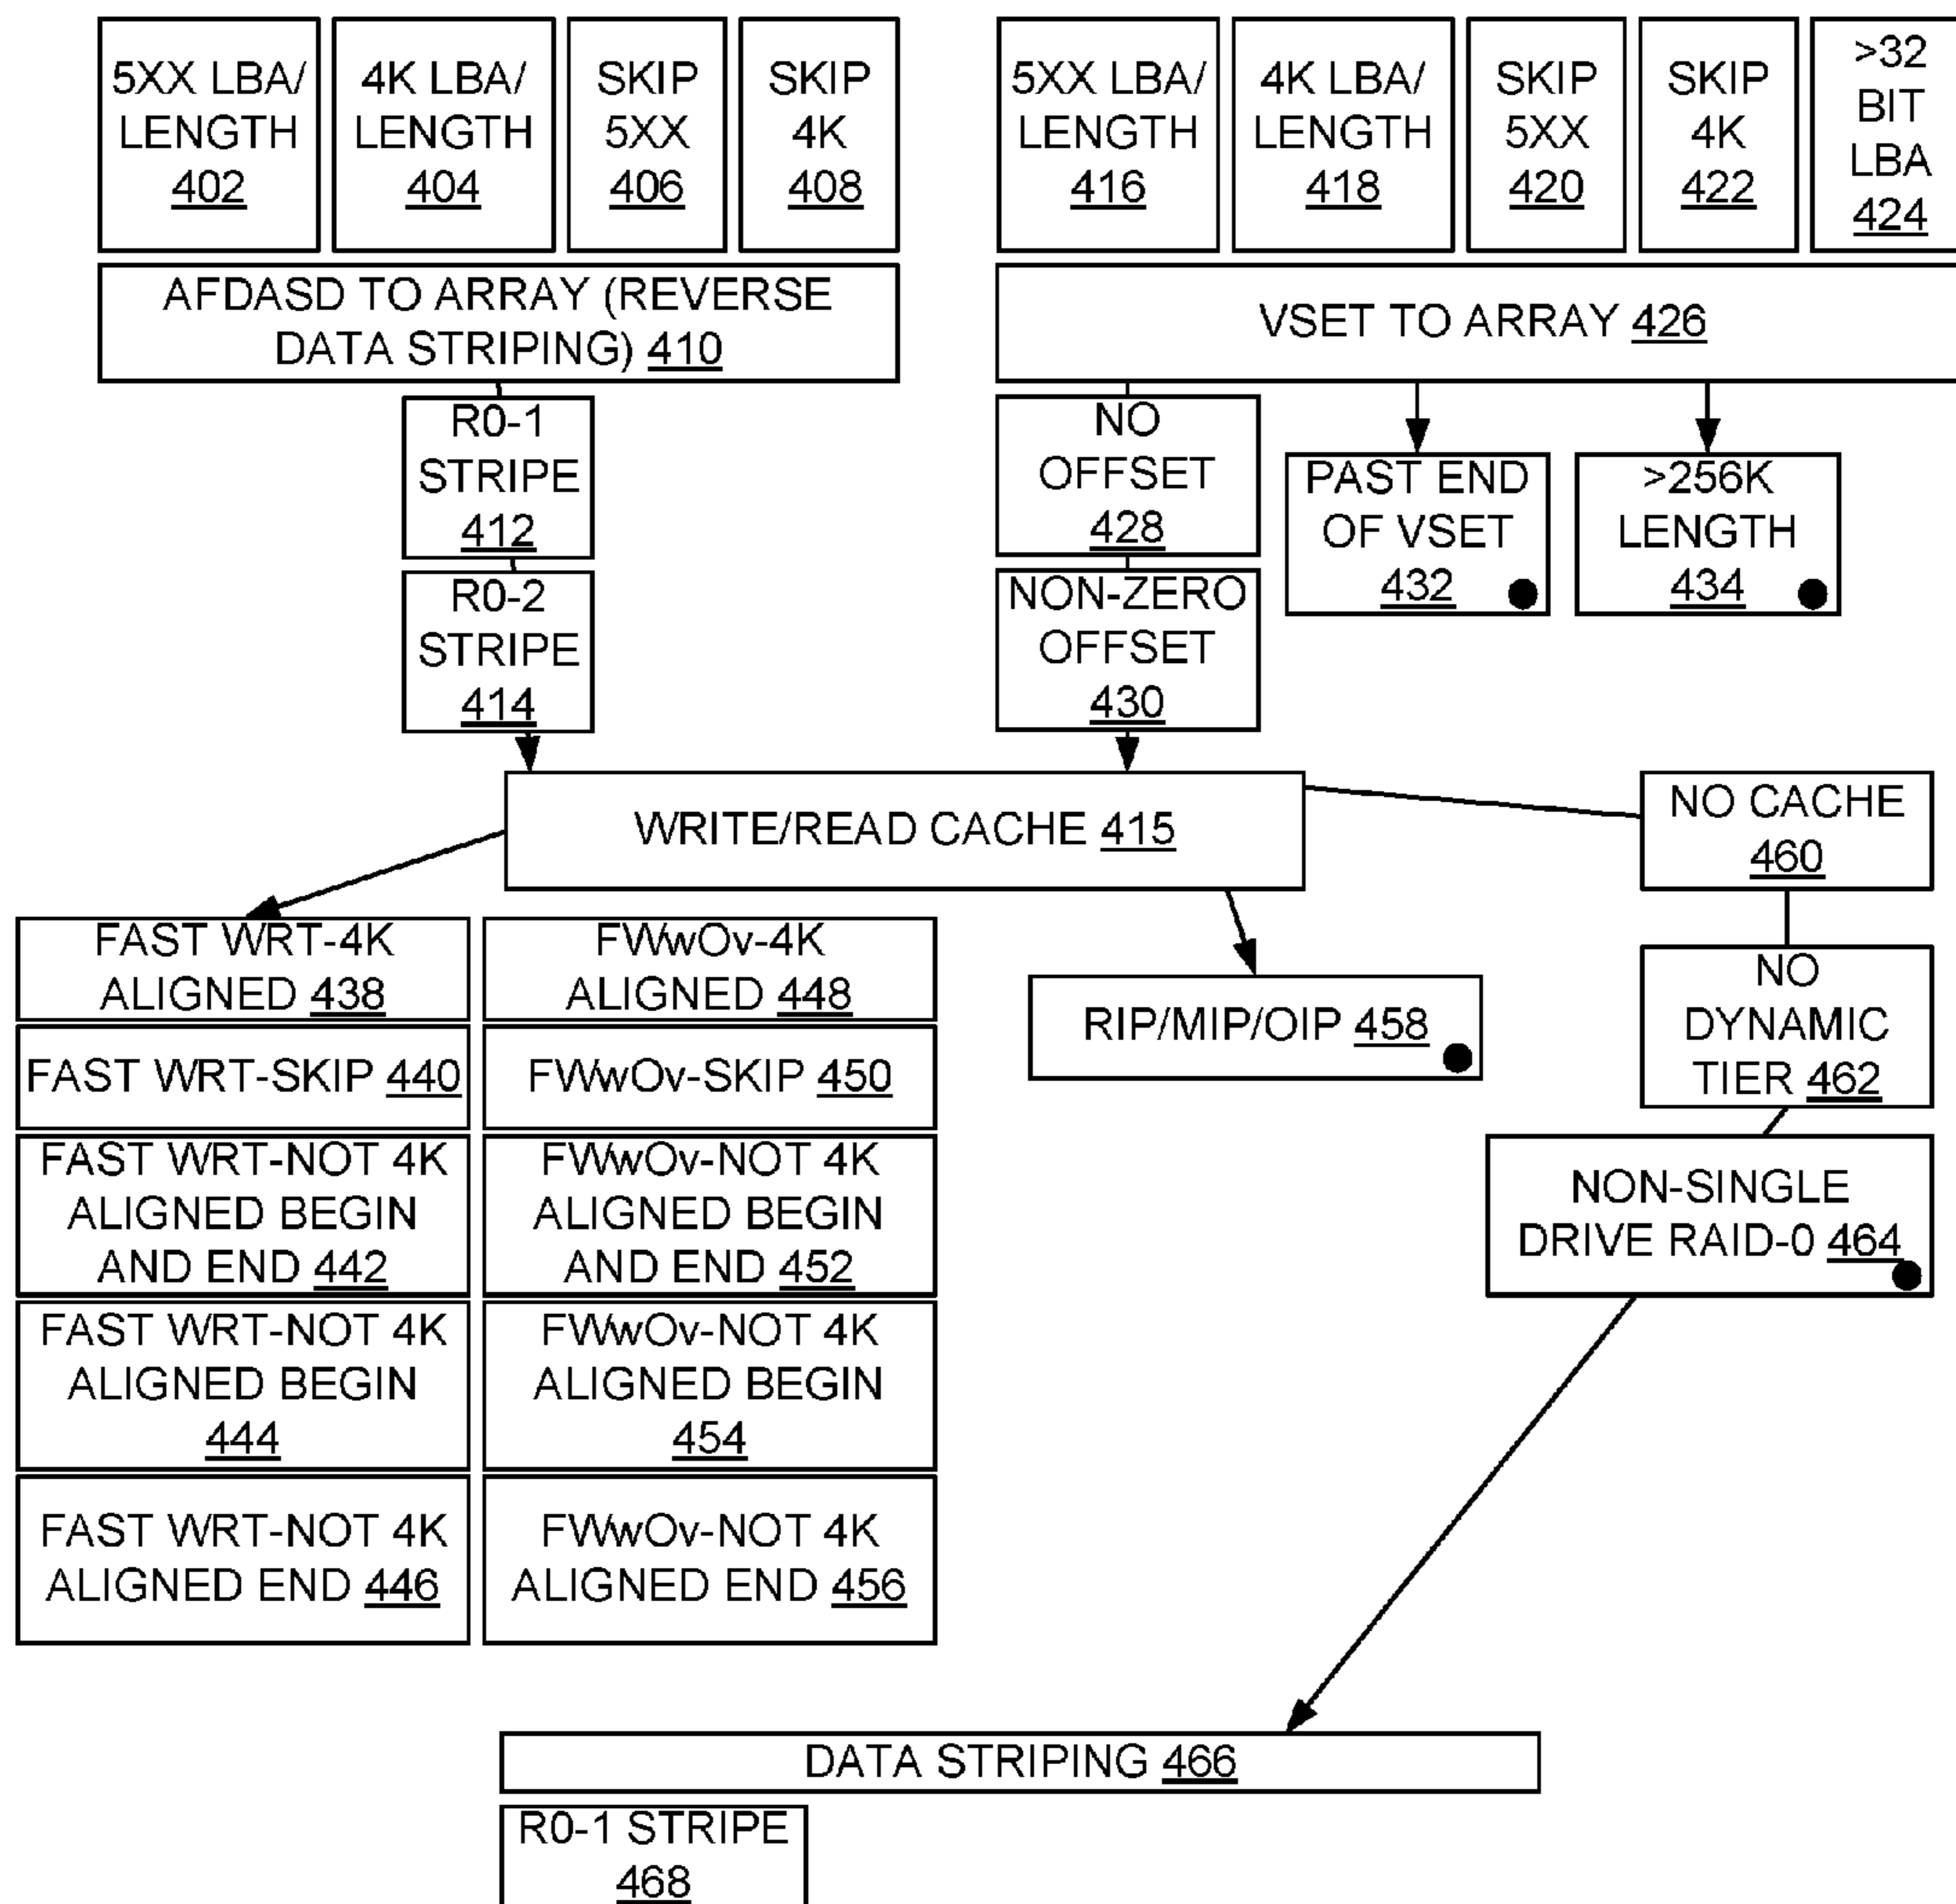 5XX LBA/
LENGTH
402
4K LBA/
LENGTH
404
SKIP
5XX
406
SKIP
4K
408
5XX LBA/
LENGTH
416
4K LBA/
LENGTH
418
SKIP
5XX
420
SKIP
4K
422
>32
BIT
LBA
424
AFDASD TO ARRAY (REVERSE
DATA STRIPING) 410
VSET TO ARRAY 426
R0-1
STRIPE
412
R0-2
STRIPE
414
NO
OFFSET
428
NON-ZERO
OFFSET
430
PAST END
OF VSET
432
>256K
LENGTH
434
WRITE/READ CACHE 415
NO CACHE
460
NO
DYNAMIC
TIER 462
NON-SINGLE
DRIVE RAID-0 464
FAST WRT-4K
ALIGNED 438
FWwOv-4K
ALIGNED 448
FAST WRT-SKIP 440
FWwOv-SKIP 450
FAST WRT-NOT 4K
ALIGNED BEGIN
AND END 442
FWwOv-NOT 4K
ALIGNED BEGIN
AND END 452
FAST WRT-NOT 4K
ALIGNED BEGIN
444
FWwOv-NOT 4K
ALIGNED BEGIN
454
FAST WRT-NOT 4K
ALIGNED END 446
FWwOv-NOT 4K
ALIGNED END 456
RIP/MIP/OIP 458
DATA STRIPING 466
R0-1 STRIPE
468